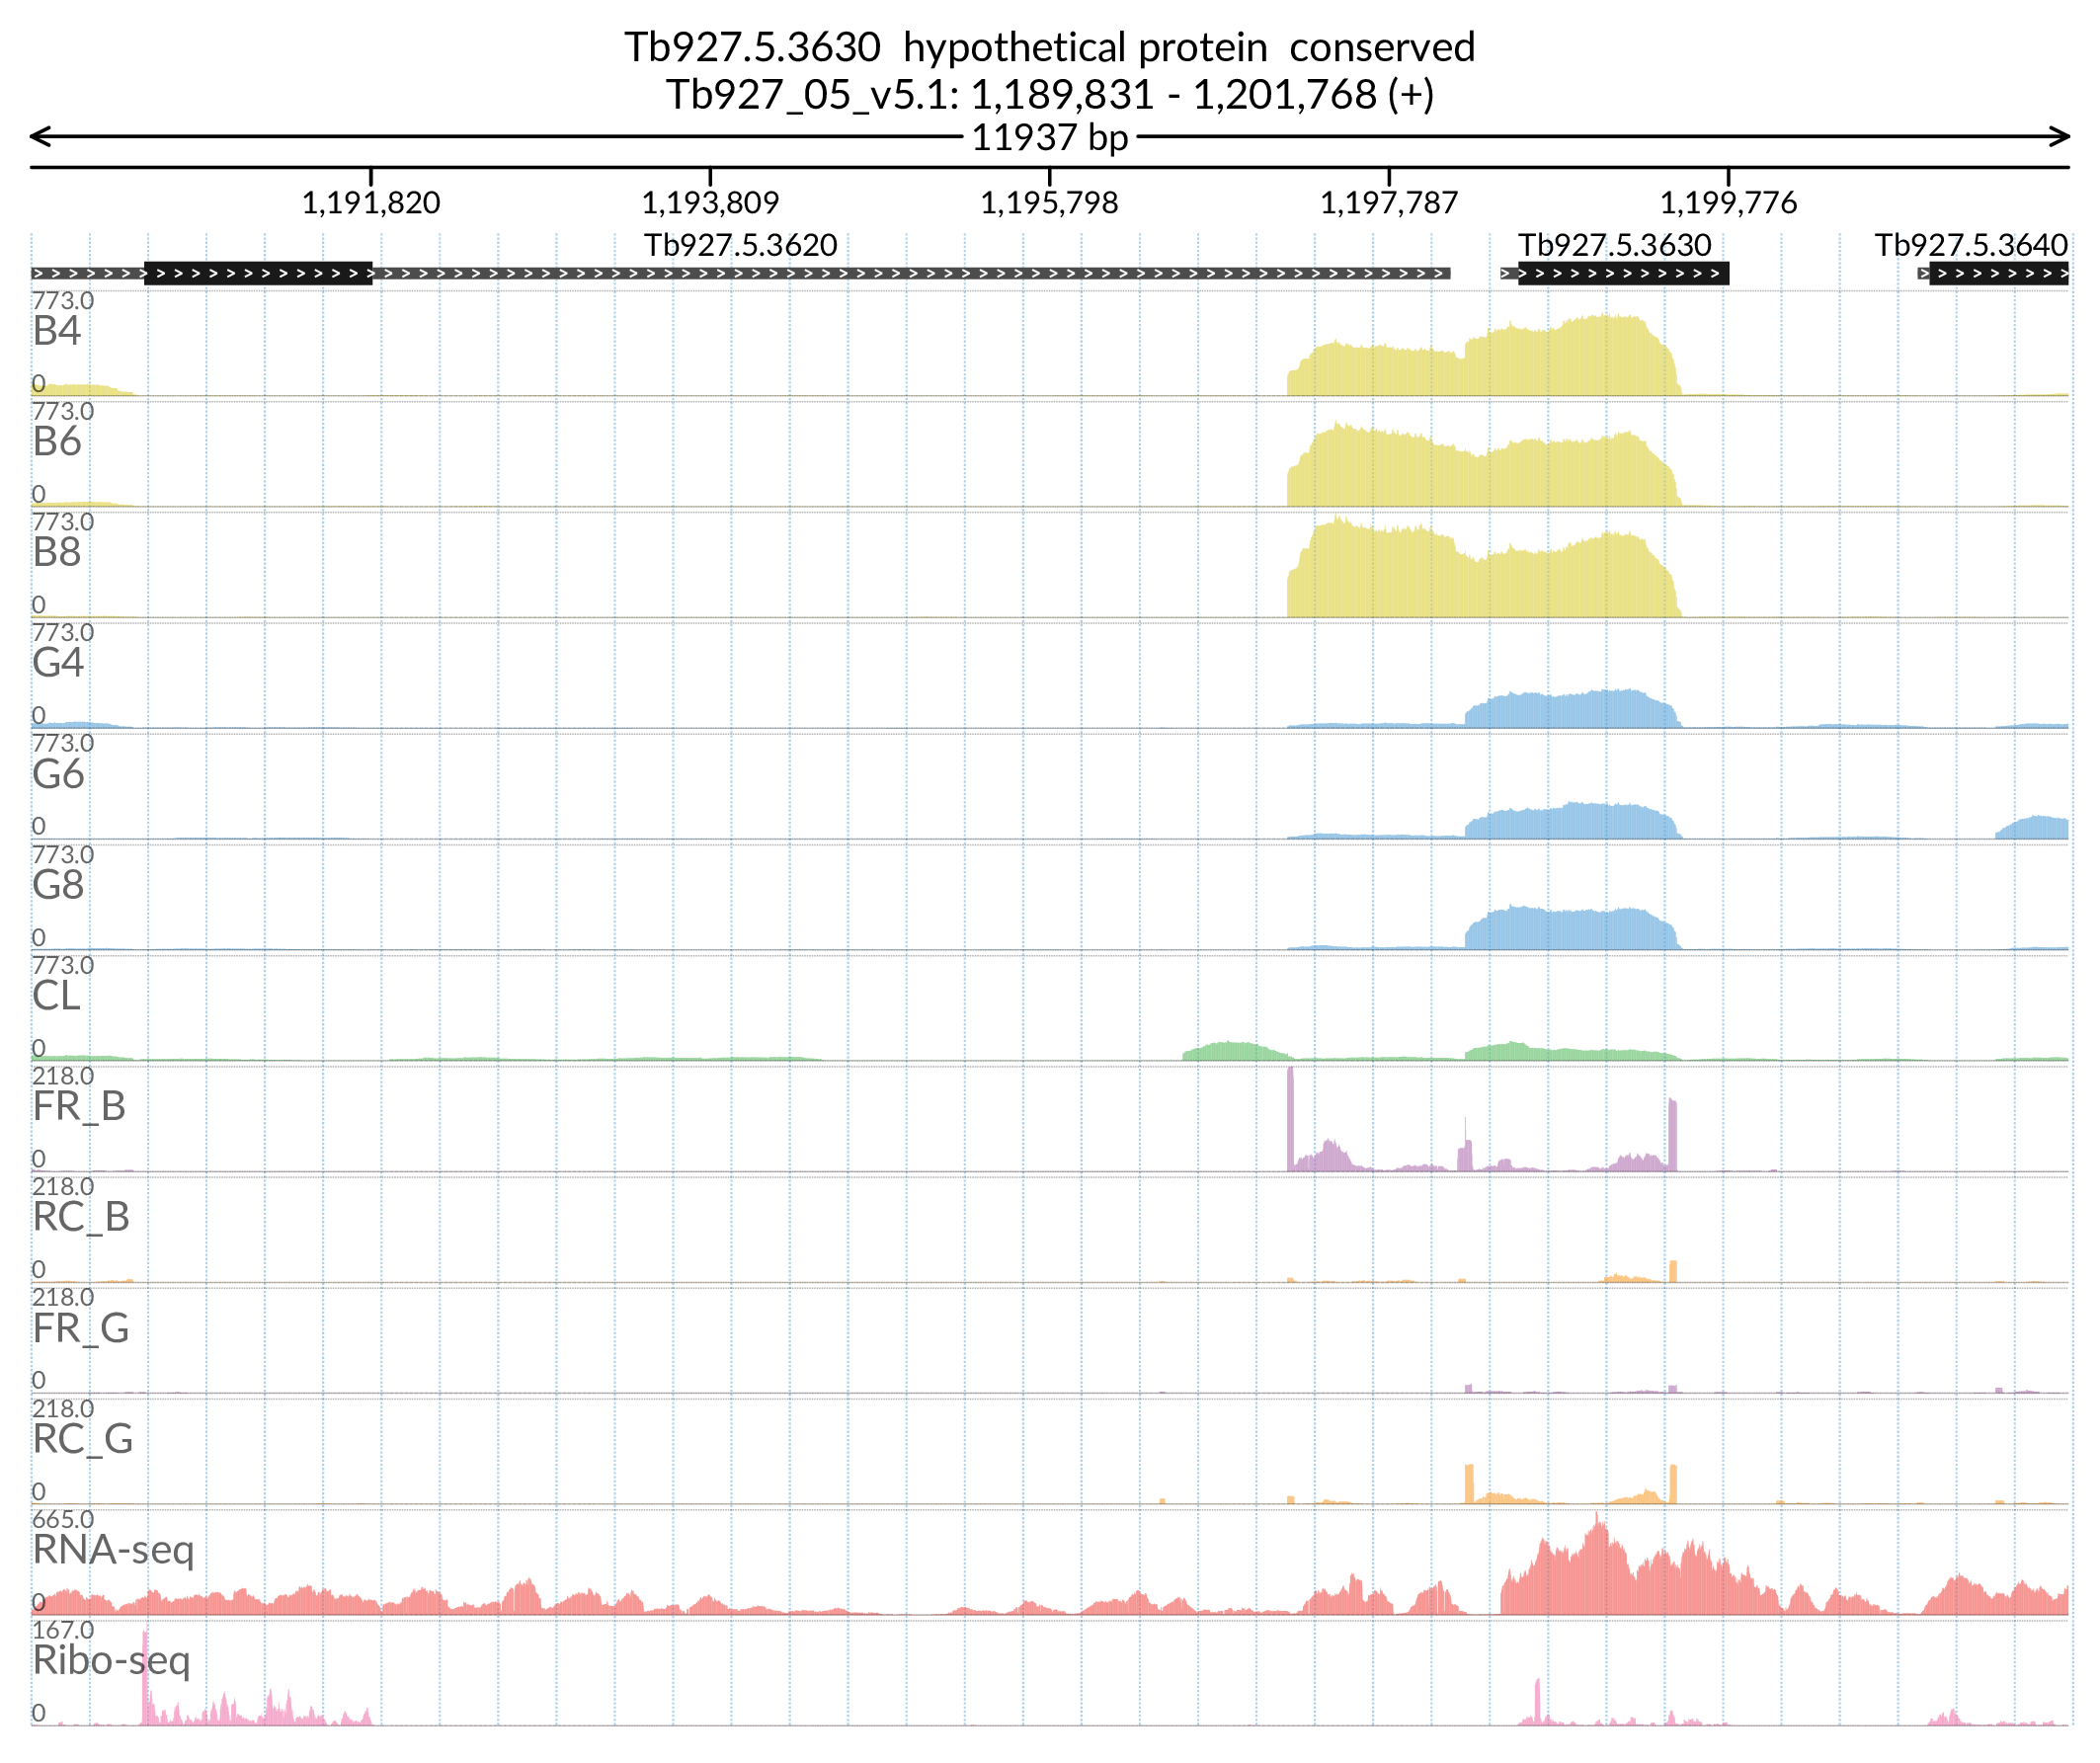 Tb927.5.3630  hypothetical protein  conserved
Tb927_05_v5.1: 1,189,831 - 1,201,768 (+)
11937 bp
1,191,820 1,193,809 1,195,798 1,197,787 1,199,776
Tb927.5.3620 Tb927.5.3630 Tb927.5.3640
773.0
B4
0
773.0
B6
0
773.0
B8
0
773.0
G4
0
773.0
G6
0
773.0
G8
0
773.0
CL
0
218.0
FR_B
0
218.0
RC_B
0
218.0
FR_G
0
218.0
RC_G
0
665.0
RNA-seq
0
167.0
Ribo-seq
0